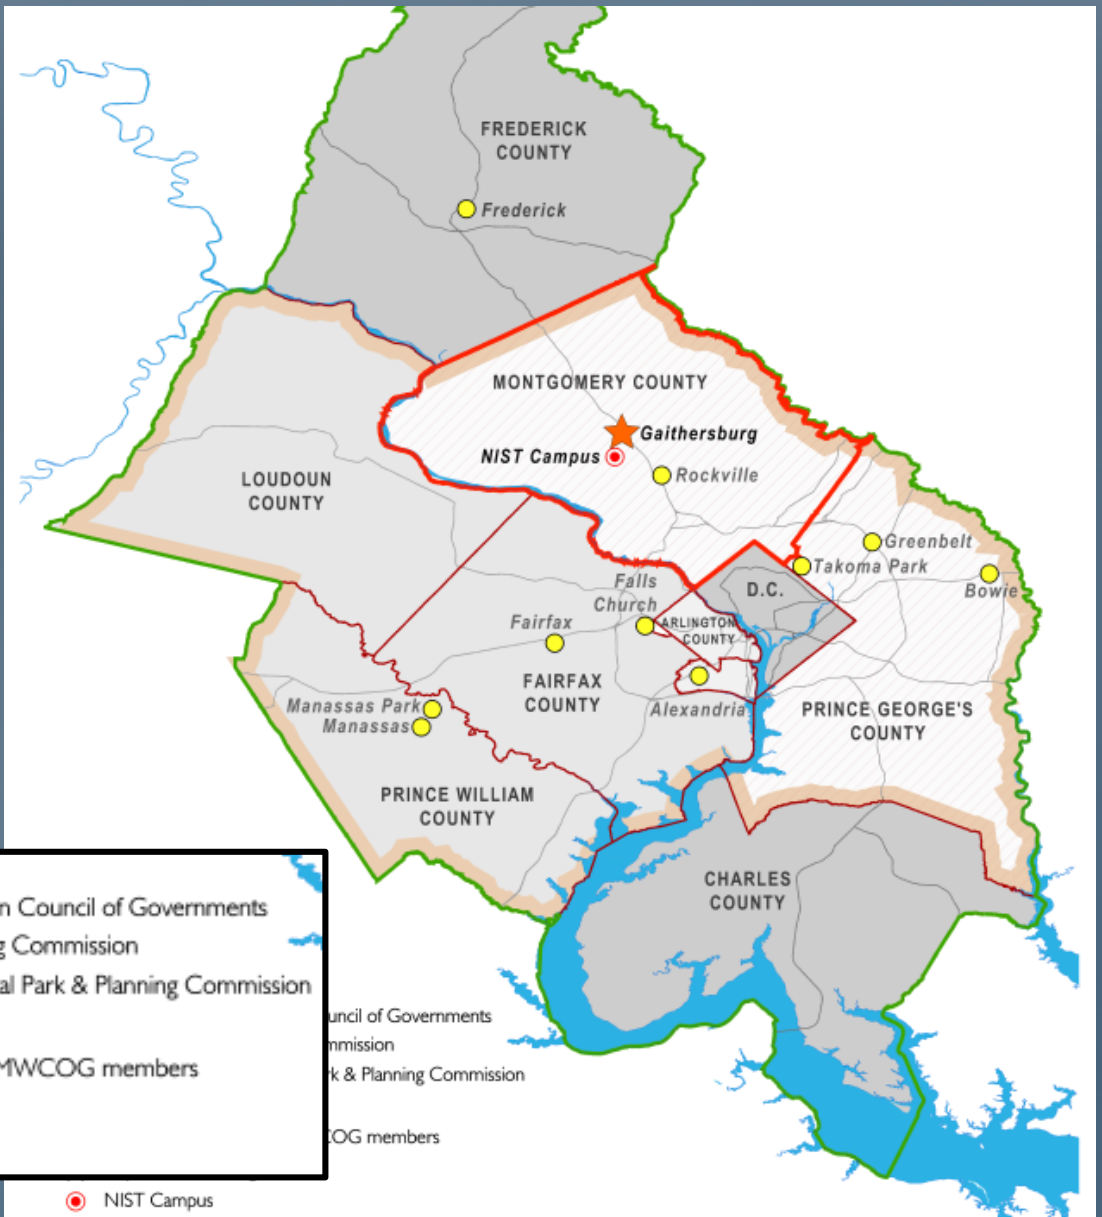 FREDERICK
COUNTY
Frederick
MONTGOMERY COUNTY
Gaithersburg
NIST Campus
Rockville
LOUDOUN
COUNTY
Greenbelt
Takoma Park
Bowie
D.C.
Falls
Church
ARLINGTON
COUNTY
Fairfax
FAIRFAX
COUNTY
Alexandria
Manassas Park
Manassas
PRINCE GEORGE'S
COUNTY
PRINCE WILLIAM
COUNTY
CHARLES
COUNTY
n Council of Governments
g Commission
al Park & Planning Commission
MWCOG members
uncil of Governments
mmission
k & Planning Commission
COG members
NIST Campus